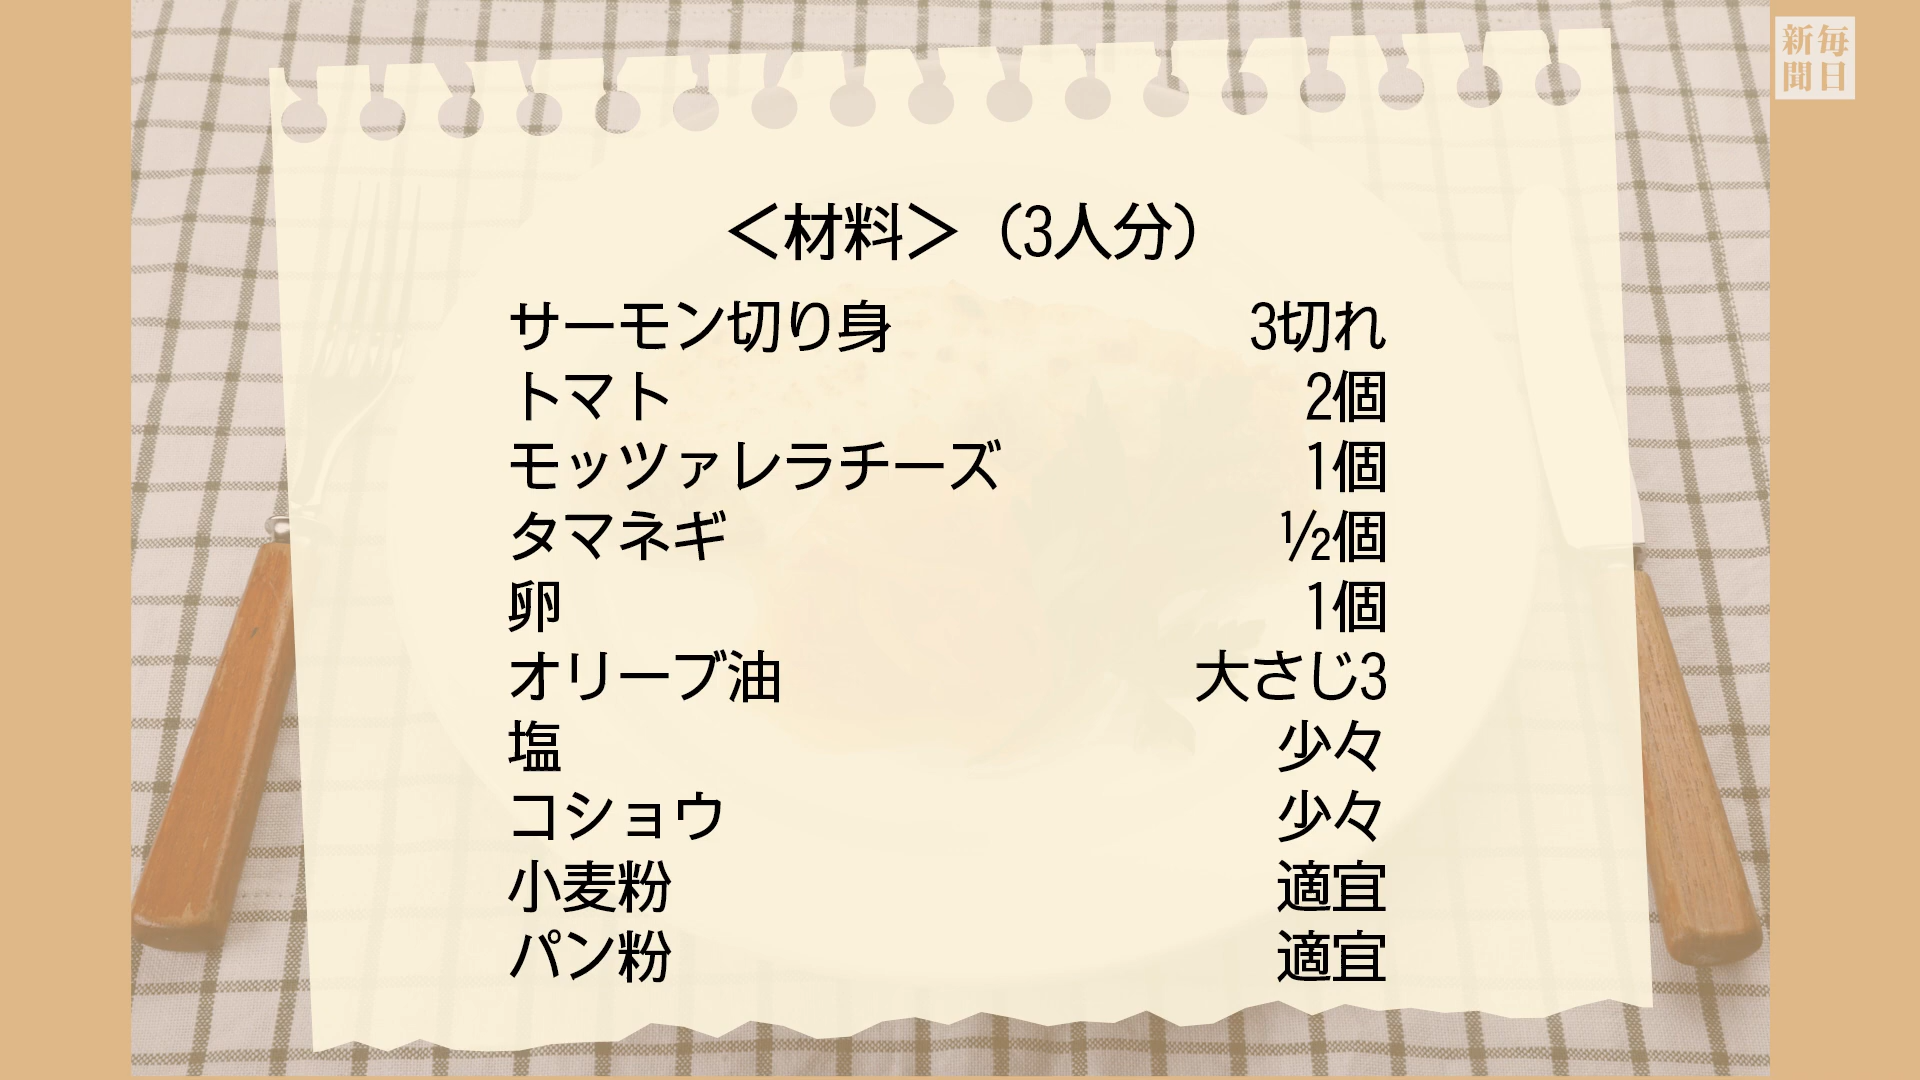 毎日新聞
＜材料＞（3人分）
サーモン切り身 3切れ
トマト 2個
モッツァレラチーズ 1個
タマネギ ½個
卵 1個
オリーブ油 大さじ3
塩 少々
コショウ 少々
小麦粉 適宜
パン粉 適宜